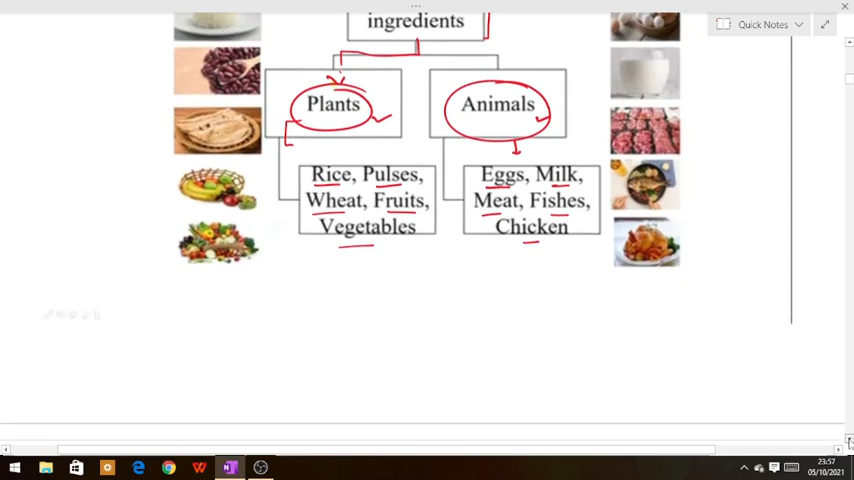 Quick Notes
ingredients
Plants
Animals
Rice, Pulses,
Wheat, Fruits,
Vegetables
Eggs, Milk,
Meat, Fishes,
Chicken
23:57
05/10/2021